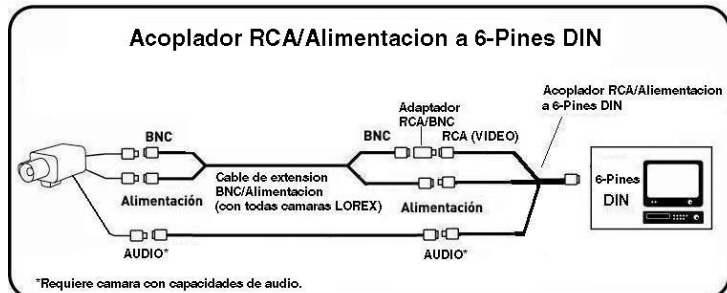 Acoplador RCA/Alimentacion a 6-Pines DIN
Acoplador RCA/Aliementacion
a 6-Pines DIN
Adaptador
RCA/BNC
BNC
BNC
RCA (VIDEO)
Cable de extension
BNC/Alimentacion
(con todas camaras LOREX)
Alimentación
Alimentación
6-Pines
DIN
AUDIO*
AUDIO*
*Requiere camara con capacidades de audio.